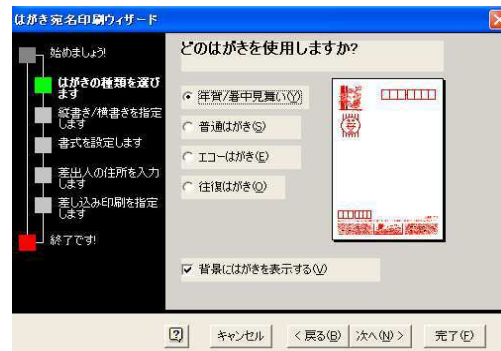 はがき宛名印刷ウィザード
始めましょう!
はがきの種類を選び
ます
縦書き/横書きを指定
します
書式を設定します
差出人の住所を入力
します
差し込み印刷を指定
します
終了です!
どのはがきを使用しますか?
年賀/暑中見舞い(Y)
普通はがき(S)
エコーはがき(E)
往復はがき(O)
背景にはがきを表示する(V)
キャンセル
< 戻る(B)
次へ(N) >
完了(F)